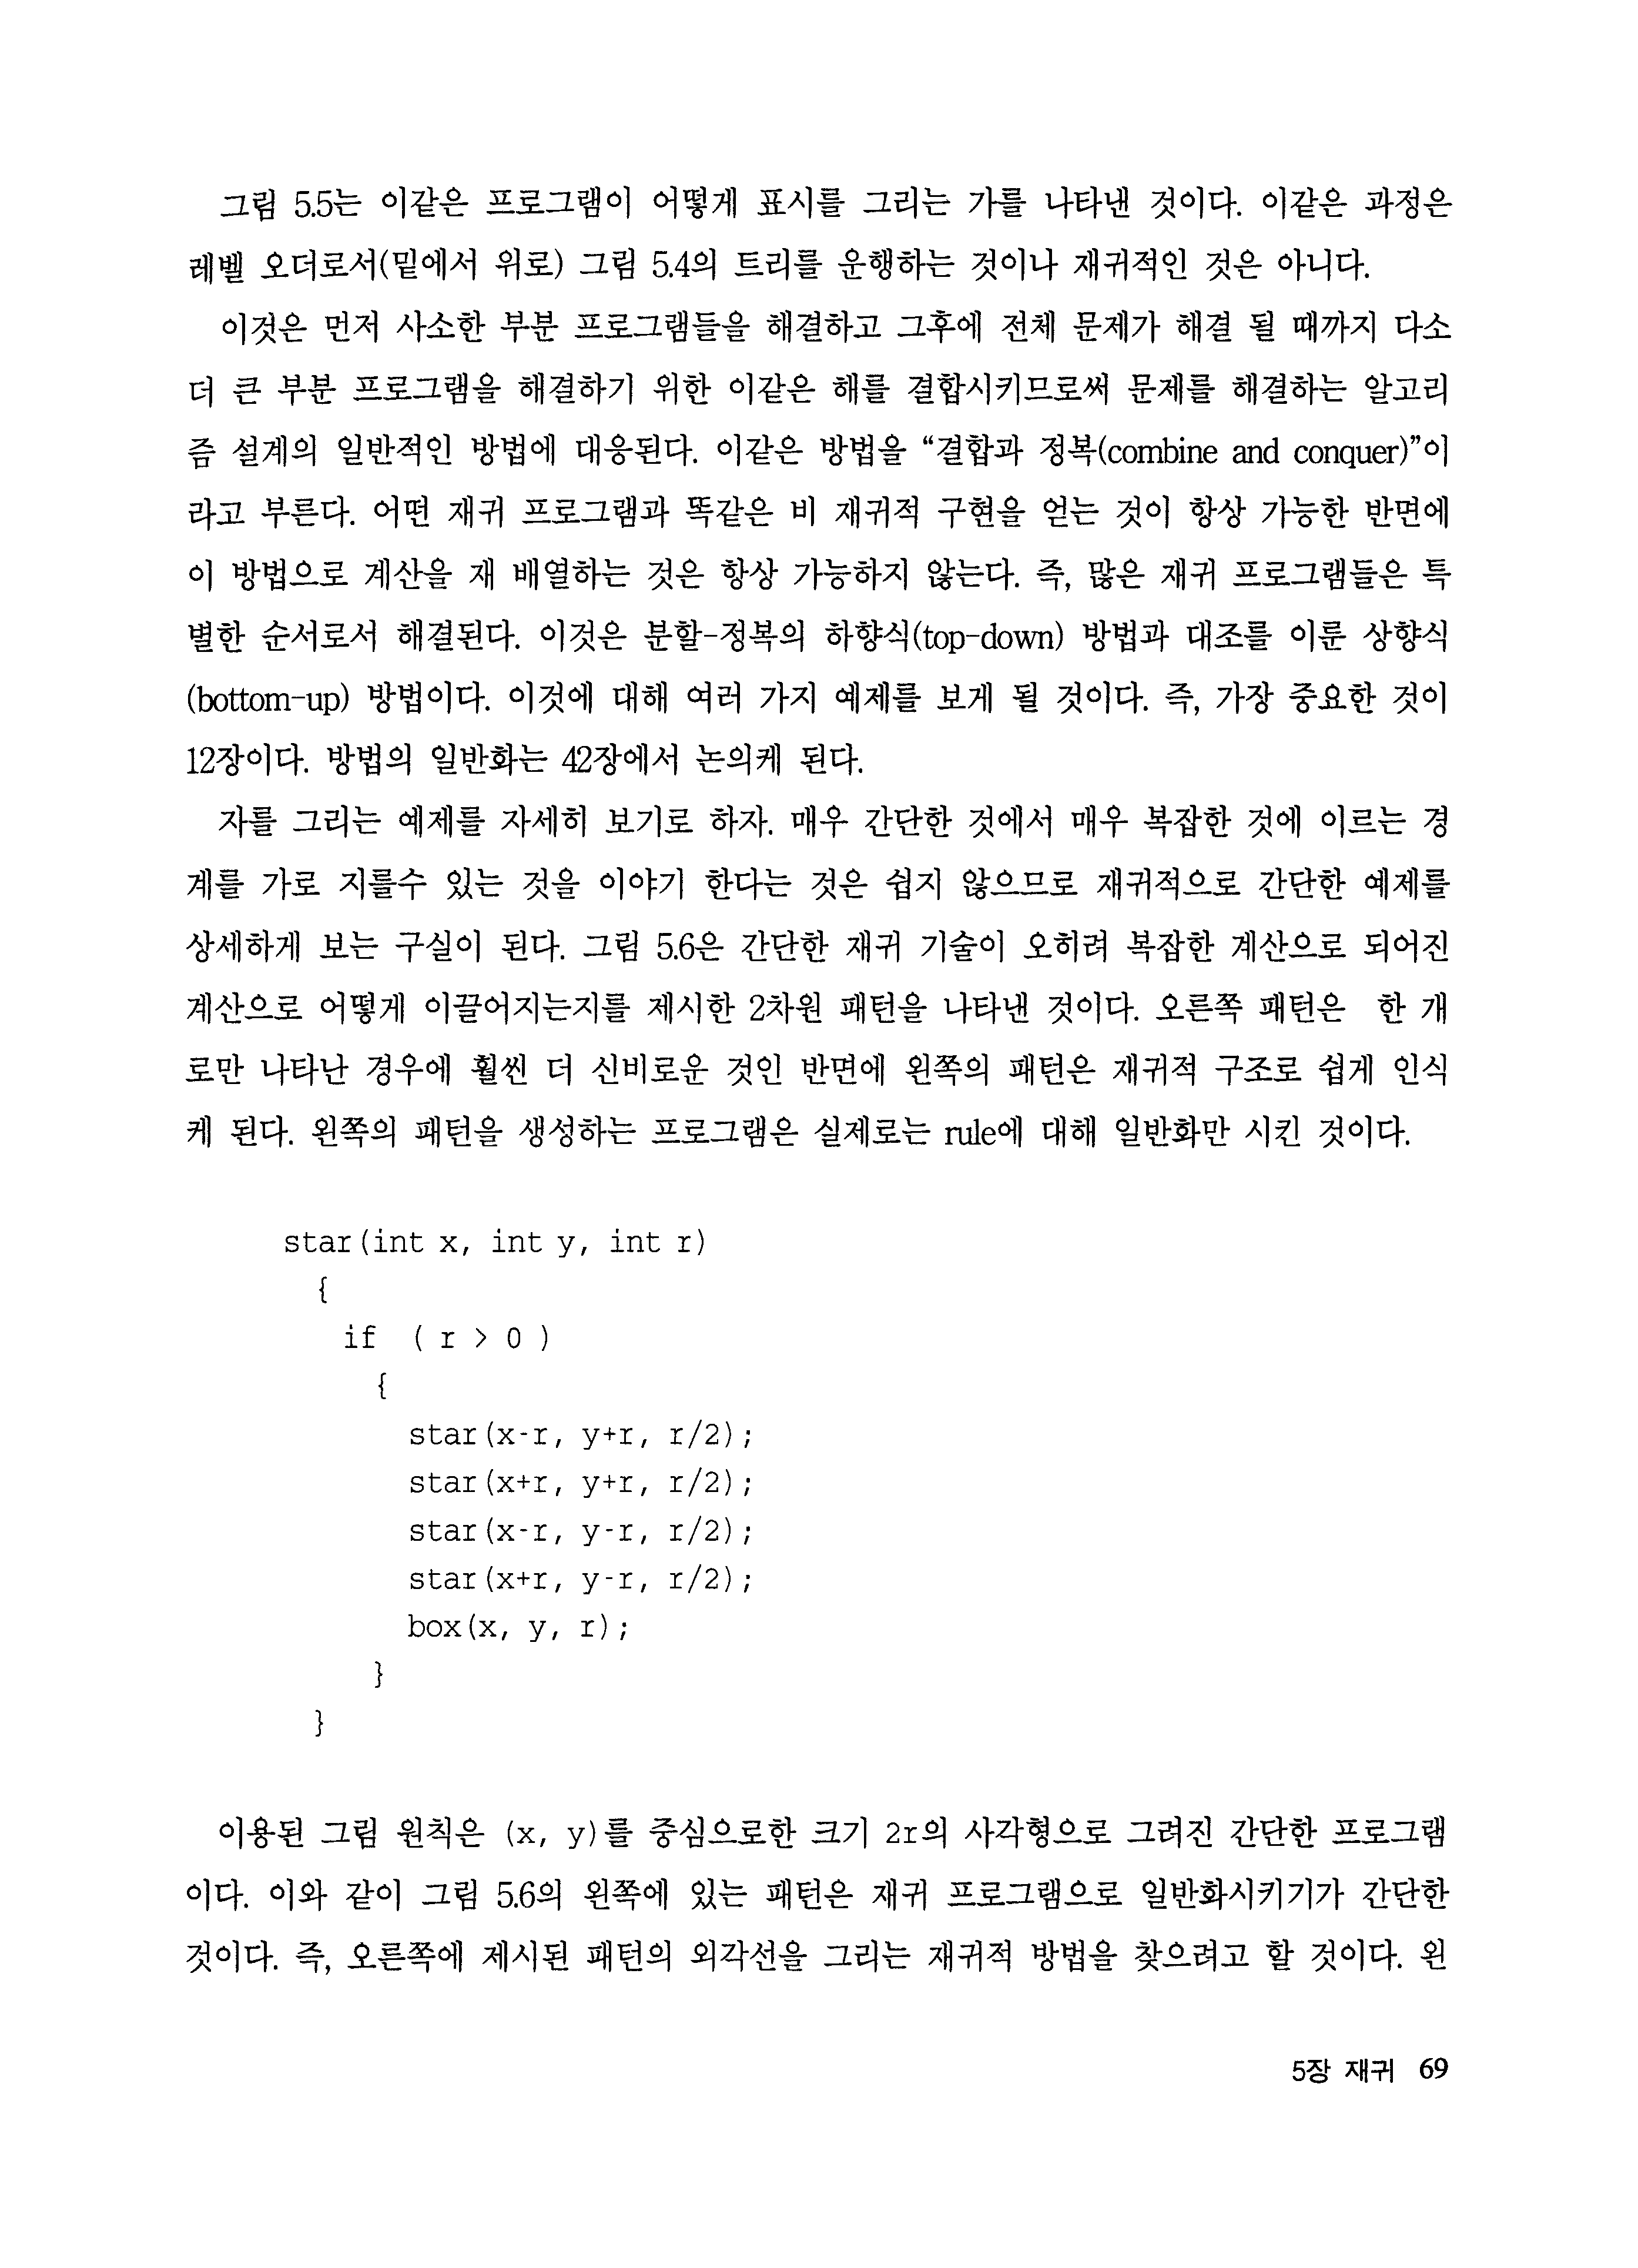 그림 5.5는 이같은 프로그램이 어떻게 표시를 그리는 가를 나타낸 것이다. 이같은 과정은
레벨 오더로서(밑에서 위로) 그림 5.4의 트리를 운행하는 것이나 재귀적인 것은 아니다.
이것은 먼저 사소한 부분 프로그램들을 해결하고 그후에 전체 문제가 해결 될 때까지 다소
더 큰 부분 프로그램을 해결하기 위한 이같은 해를 결합시키므로써 문제를 해결하는 알고리
즘 설계의 일반적인 방법에 대응된다. 이같은 방법을 “결합과 정복(combine and conquer)”이
라고 부른다. 어떤 재귀 프로그램과 똑같은 비 재귀적 구현을 얻는 것이 항상 가능한 반면에
이 방법으로 계산을 재 배열하는 것은 항상 가능하지 않는다. 즉, 많은 재귀 프로그램들은 특
별한 순서로서 해결된다. 이것은 분할-정복의 하향식(top-down) 방법과 대조를 이룬 상향식
(bottom-up) 방법이다. 이것에 대해 여러 가지 예제를 보게 될 것이다. 즉, 가장 중요한 것이
12장이다. 방법의 일반화는 42장에서 논의케 된다.
자를 그리는 예제를 자세히 보기로 하자. 매우 간단한 것에서 매우 복잡한 것에 이르는 경
계를 가로 지를수 있는 것을 이야기 한다는 것은 쉽지 않으므로 재귀적으로 간단한 예제를
상세하게 보는 구실이 된다. 그림 5.6은 간단한 재귀 기술이 오히려 복잡한 계산으로 되어진
계산으로 어떻게 이끌어지는지를 제시한 2차원 패턴을 나타낸 것이다. 오른쪽 패턴은 한 개
로만 나타난 경우에 훨씬 더 신비로운 것인 반면에 왼쪽의 패턴은 재귀적 구조로 쉽게 인식
케 된다. 왼쪽의 패턴을 생성하는 프로그램은 실제로는 rule에 대해 일반화만 시킨 것이다.
star(int x, int y, int r)
{
if ( r > 0 )
{
star(x-r, y+r, r/2);
star(x+r, y+r, r/2);
star(x-r, y-r, r/2);
star(x+r, y-r, r/2);
box(x, y, r);
}
}
이용된 그림 원칙은 (x, y)를 중심으로한 크기 2r의 사각형으로 그려진 간단한 프로그램
이다. 이와 같이 그림 5.6의 왼쪽에 있는 패턴은 재귀 프로그램으로 일반화시키기가 간단한
것이다. 즉, 오른쪽에 제시된 패턴의 외각선을 그리는 재귀적 방법을 찾으려고 할 것이다. 왼
5장 재귀 69